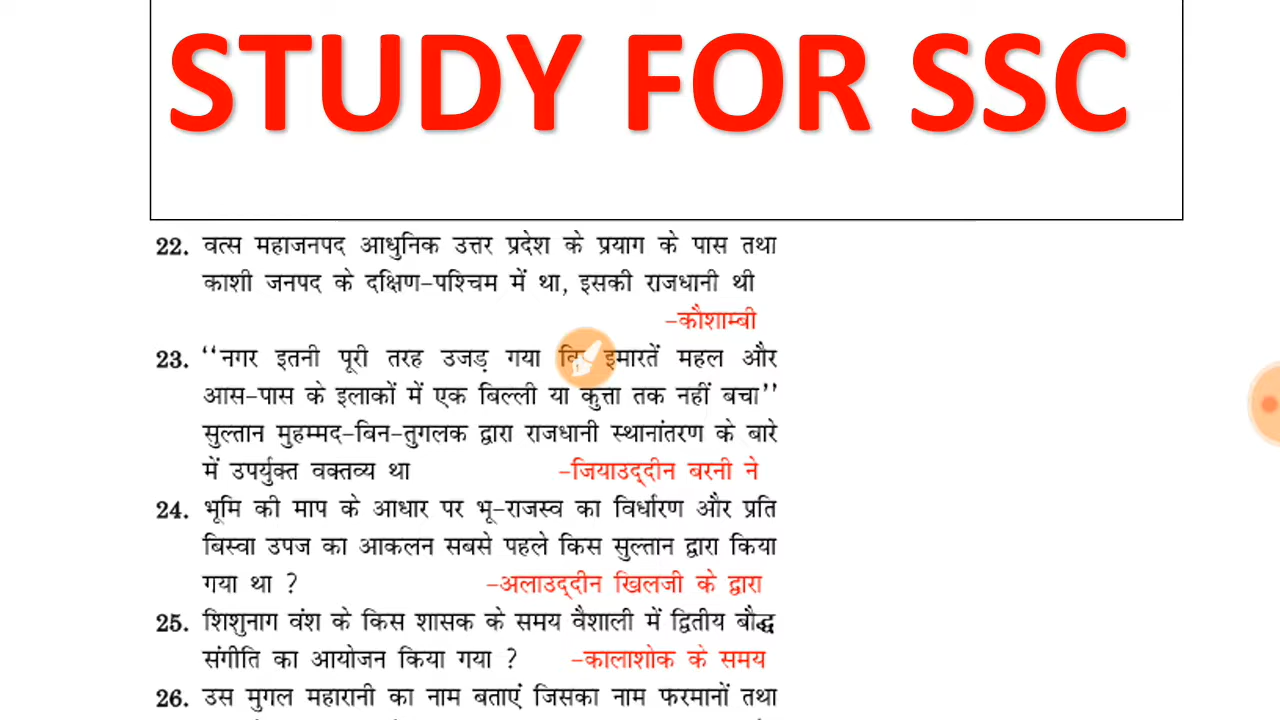 STUDY FOR SSC
22. वत्स महाजनपद आधुनिक उत्तर प्रदेश के प्रयाग के पास तथा
काशी जनपद के दक्षिण-पश्चिम में था, इसकी राजधानी थी
-कौशाम्बी
23. ‘‘नगर इतनी पूरी तरह उजड़ गया कि इमारतें महल और
आस-पास के इलाकों में एक बिल्ली या कुत्ता तक नहीं बचा’’
सुल्तान मुहम्मद-बिन-तुगलक द्वारा राजधानी स्थानांतरण के बारे
में उपर्युक्त वक्तव्य था -जियाउद्दीन बरनी ने
24. भूमि की माप के आधार पर भू-राजस्व का विर्धारण और प्रति
बिस्वा उपज का आकलन सबसे पहले किस सुल्तान द्वारा किया
गया था ? -अलाउद्दीन खिलजी के द्वारा
25. शिशुनाग वंश के किस शासक के समय वैशाली में द्वितीय बौद्ध
संगीति का आयोजन किया गया ? -कालाशोक के समय
26. उस मुगल महारानी का नाम बताएं जिसका नाम फरमानों तथा